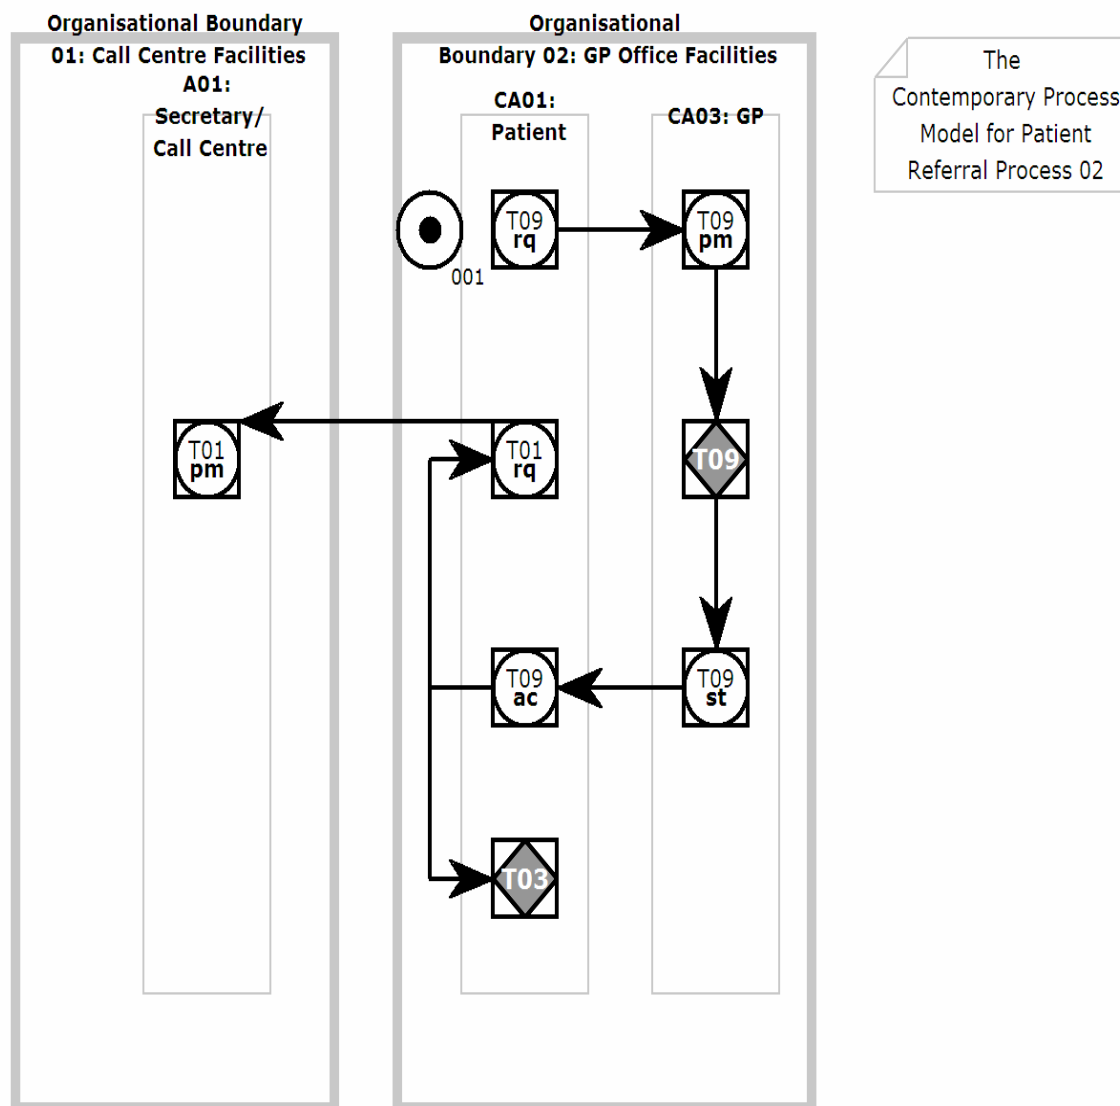 Organisational Boundary
01: Call Centre Facilities
A01:
Secretary/
Call Centre
Organisational
Boundary 02: GP Office Facilities
CA01:
Patient
CA03: GP
The
Contemporary Process
Model for Patient
Referral Process 02
001
T09
rq
T09
pm
T01
pm
T01
rq
T09
T09
ac
T09
st
T03